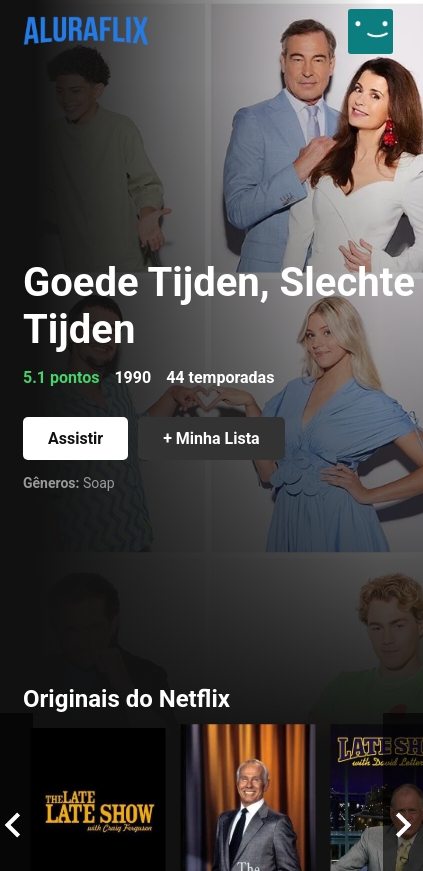 ALURAFLIX
Goede Tijden, Slechte
Tijden
5.1 pontos 1990 44 temporadas
Assistir + Minha Lista
Gêneros: Soap
Originais do Netflix
THE LATE
LATE SHOW
with Craig Ferguson
The
LATE SH
with David Letter